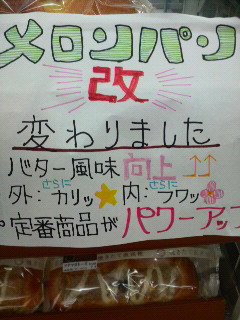 メロンパン
改
変わりました
バター風味向上⇧⇧
外:さらにカリッ★ 内:さらにフワッ
定番商品がパワーアップ